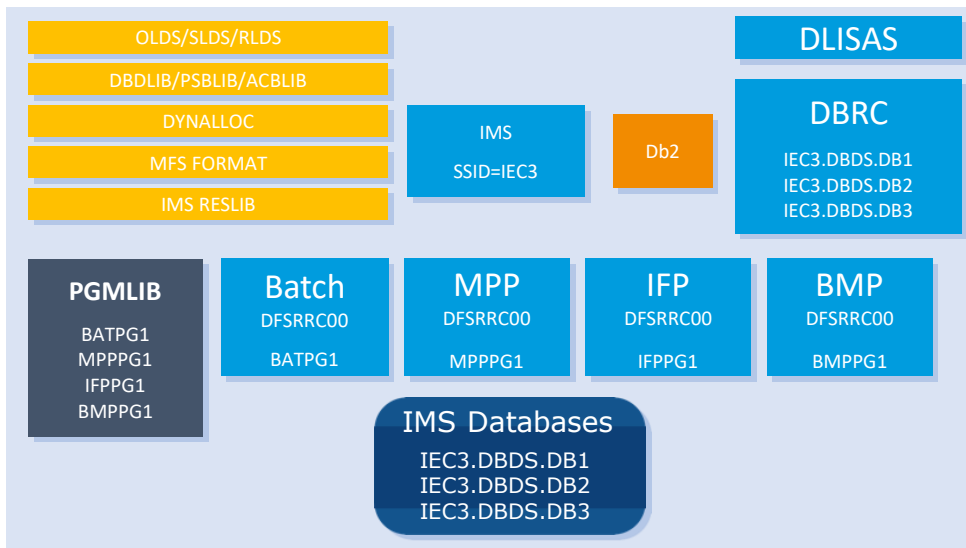 OLDS/SLDS/RLDS
DBDLIB/PSBLIB/ACBLIB
DYNALLOC
MFS FORMAT
IMS RESLIB
IMS
SSID=IEC3
Db2
DLISAS
DBRC
IEC3.DBDS.DB1
IEC3.DBDS.DB2
IEC3.DBDS.DB3
PGMLIB
BATPG1
MPPPG1
IFPPG1
BMPPG1
Batch
DFSRRC00
BATPG1
MPP
DFSRRC00
MPPPG1
IFP
DFSRRC00
IFPPG1
BMP
DFSRRC00
BMPPG1
IMS Databases
IEC3.DBDS.DB1
IEC3.DBDS.DB2
IEC3.DBDS.DB3